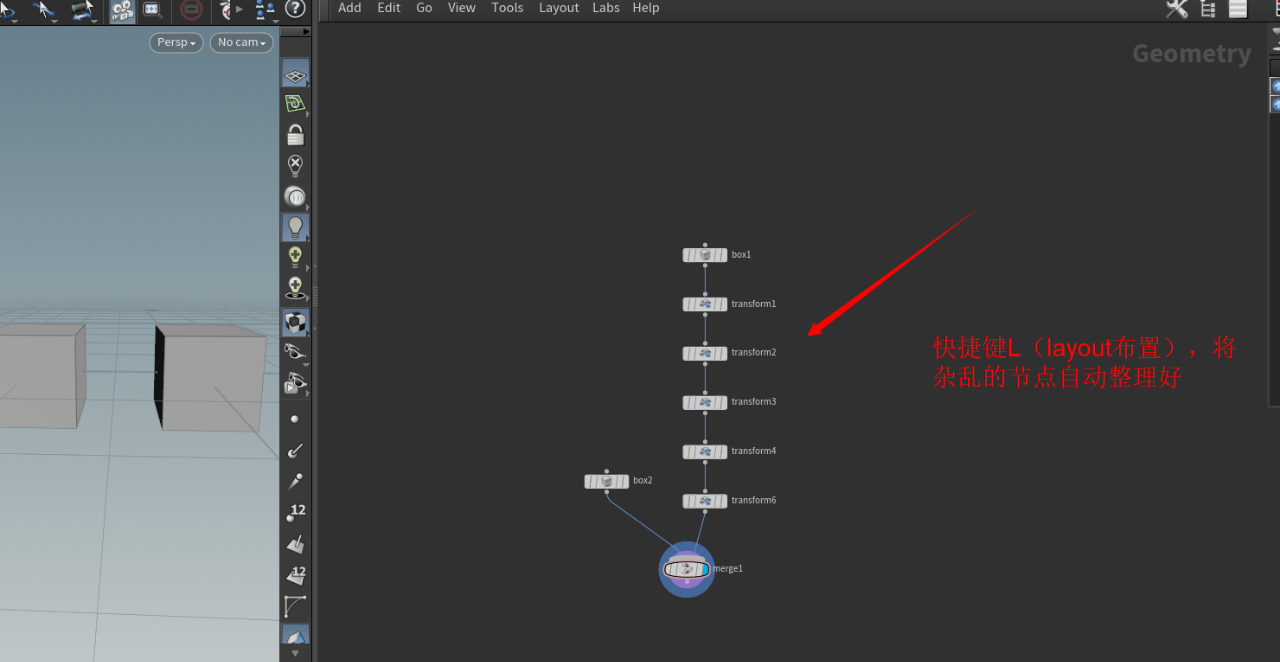 Add Edit Go View Tools Layout Labs Help
Persp No cam
Geometry
box1
transform1
transform2
快捷键L（layout布置），将
杂乱的节点自动整理好
transform3
transform4
box2
transform6
12
merge1
12